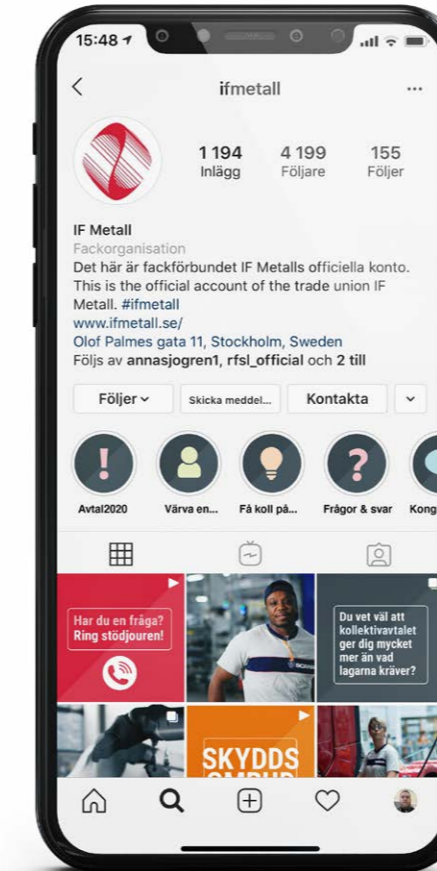 15:48
ifmetall
1 194
4 199
155
Inlägg
Följare
Följer
IF Metall
Fackorganisation
Det här är fackförbundet IF Metalls officiella konto.
This is the official account of the trade union IF
Metall. #ifmetall
www.ifmetall.se/
Olof Palmes gata 11, Stockholm, Sweden
Följs av annasjogren1, rfsl_official och 2 till
Följer
Skicka meddel...
Kontakta
Avtal2020
Värva en...
Få koll på...
Frågor & svar
Kong
Har du en fråga?
Ring stödjouren!
Du vet väl att
kollektivavtalet
ger dig mycket
mer än vad
lagarna kräver?
SKYDDS
OMBUD